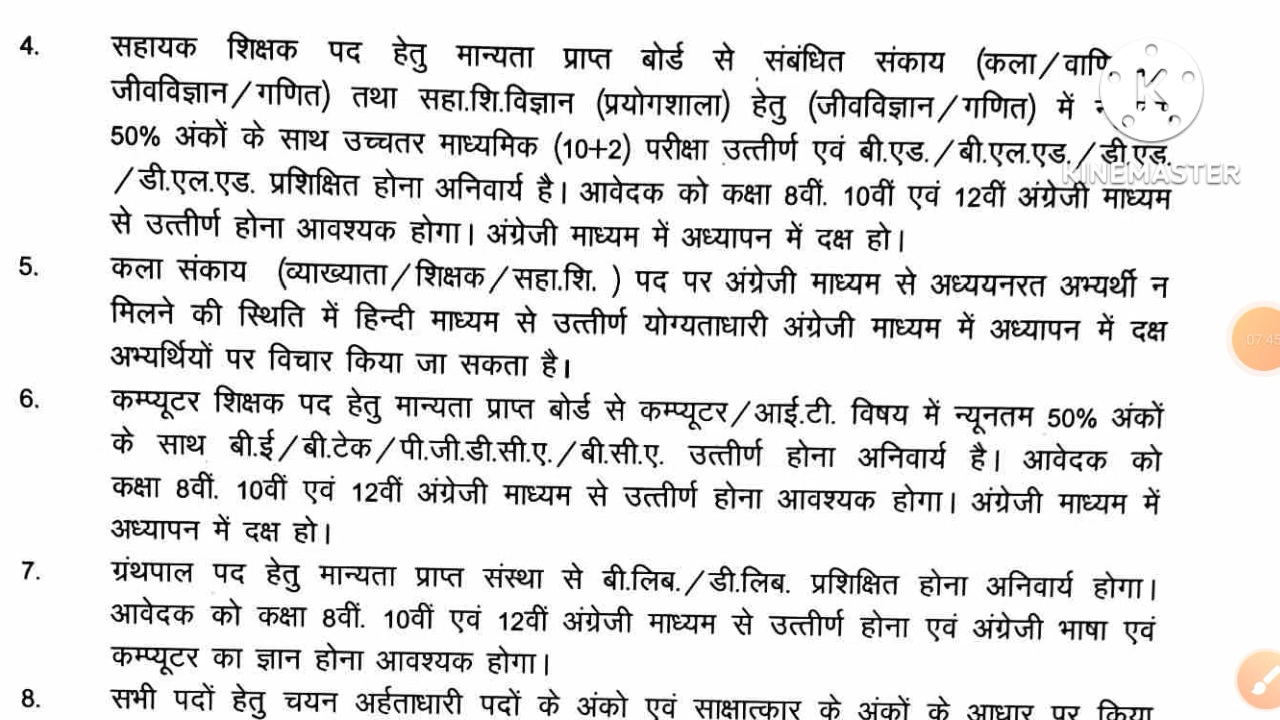 4. सहायक शिक्षक पद हेतु मान्यता प्राप्त बोर्ड से संबंधित संकाय (कला/
जीवविज्ञान/गणित) तथा सहा.शि.विज्ञान (प्रयोगशाला) हेतु (जीवविज्ञान/गणित) में
50% अंकों के साथ उच्चतर माध्यमिक (10+2) परीक्षा उत्तीर्ण एवं बी.एड./बी.एल.एड./डी.एड.
/डी.एल.एड. प्रशिक्षित होना अनिवार्य है। आवेदक को कक्षा 8वीं. 10वीं एवं 12वीं अंग्रेजी माध्यम
से उत्तीर्ण होना आवश्यक होगा। अंग्रेजी माध्यम में अध्यापन में दक्ष हो।
5. कला संकाय (व्याख्याता/शिक्षक/सहा.शि. ) पद पर अंग्रेजी माध्यम से अध्ययनरत अभ्यर्थी न
मिलने की स्थिति में हिन्दी माध्यम से उत्तीर्ण योग्यताधारी अंग्रेजी माध्यम में अध्यापन में दक्ष
अभ्यर्थियों पर विचार किया जा सकता है।
6. कम्प्यूटर शिक्षक पद हेतु मान्यता प्राप्त बोर्ड से कम्प्यूटर/आई.टी. विषय में न्यूनतम 50% अंकों
के साथ बी.ई/बी.टेक/पी.जी.डी.सी.ए./बी.सी.ए. उत्तीर्ण होना अनिवार्य है। आवेदक को
कक्षा 8वीं. 10वीं एवं 12वीं अंग्रेजी माध्यम से उत्तीर्ण होना आवश्यक होगा। अंग्रेजी माध्यम में
अध्यापन में दक्ष हो।
7. ग्रंथपाल पद हेतु मान्यता प्राप्त संस्था से बी.लिब./डी.लिब. प्रशिक्षित होना अनिवार्य होगा।
आवेदक को कक्षा 8वीं. 10वीं एवं 12वीं अंग्रेजी माध्यम से उत्तीर्ण होना एवं अंग्रेजी भाषा एवं
कम्प्यूटर का ज्ञान होना आवश्यक होगा।
8. सभी पदों हेतु चयन अर्हताधारी पदों के अंको एवं साक्षात्कार के अंकों के आधार पर किया
K
KINEMASTER
07:45